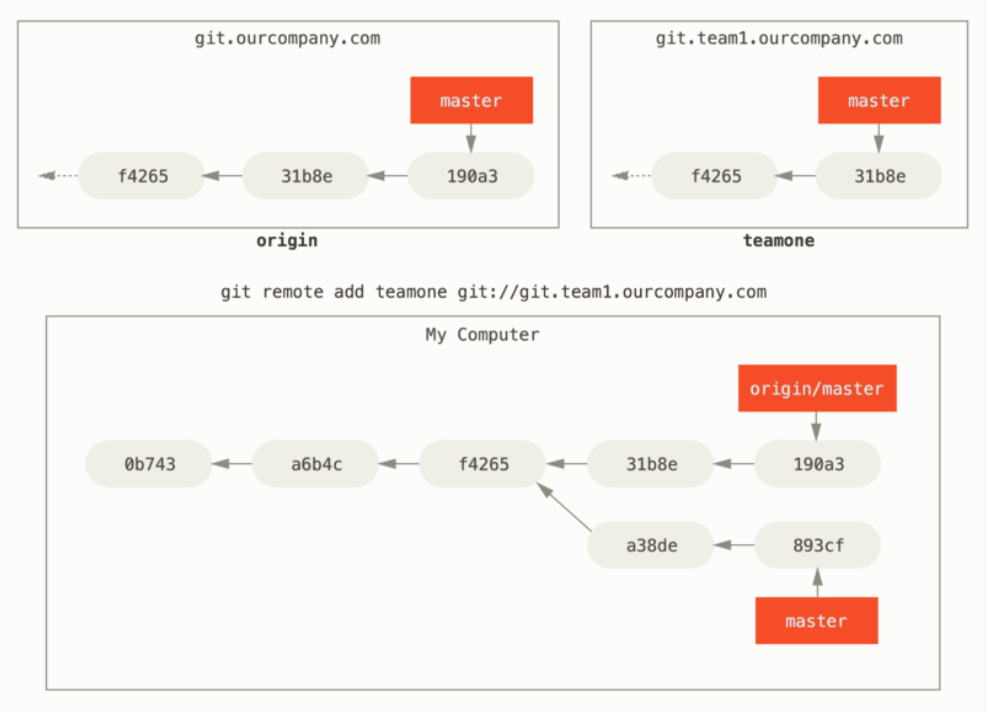 git.ourcompany.com
master
f4265 31b8e 190a3
origin
git.team1.ourcompany.com
master
f4265 31b8e
teamone
git remote add teamone git://git.team1.ourcompany.com
My Computer
origin/master
0b743 a6b4c f4265 31b8e 190a3
a38de 893cf
master